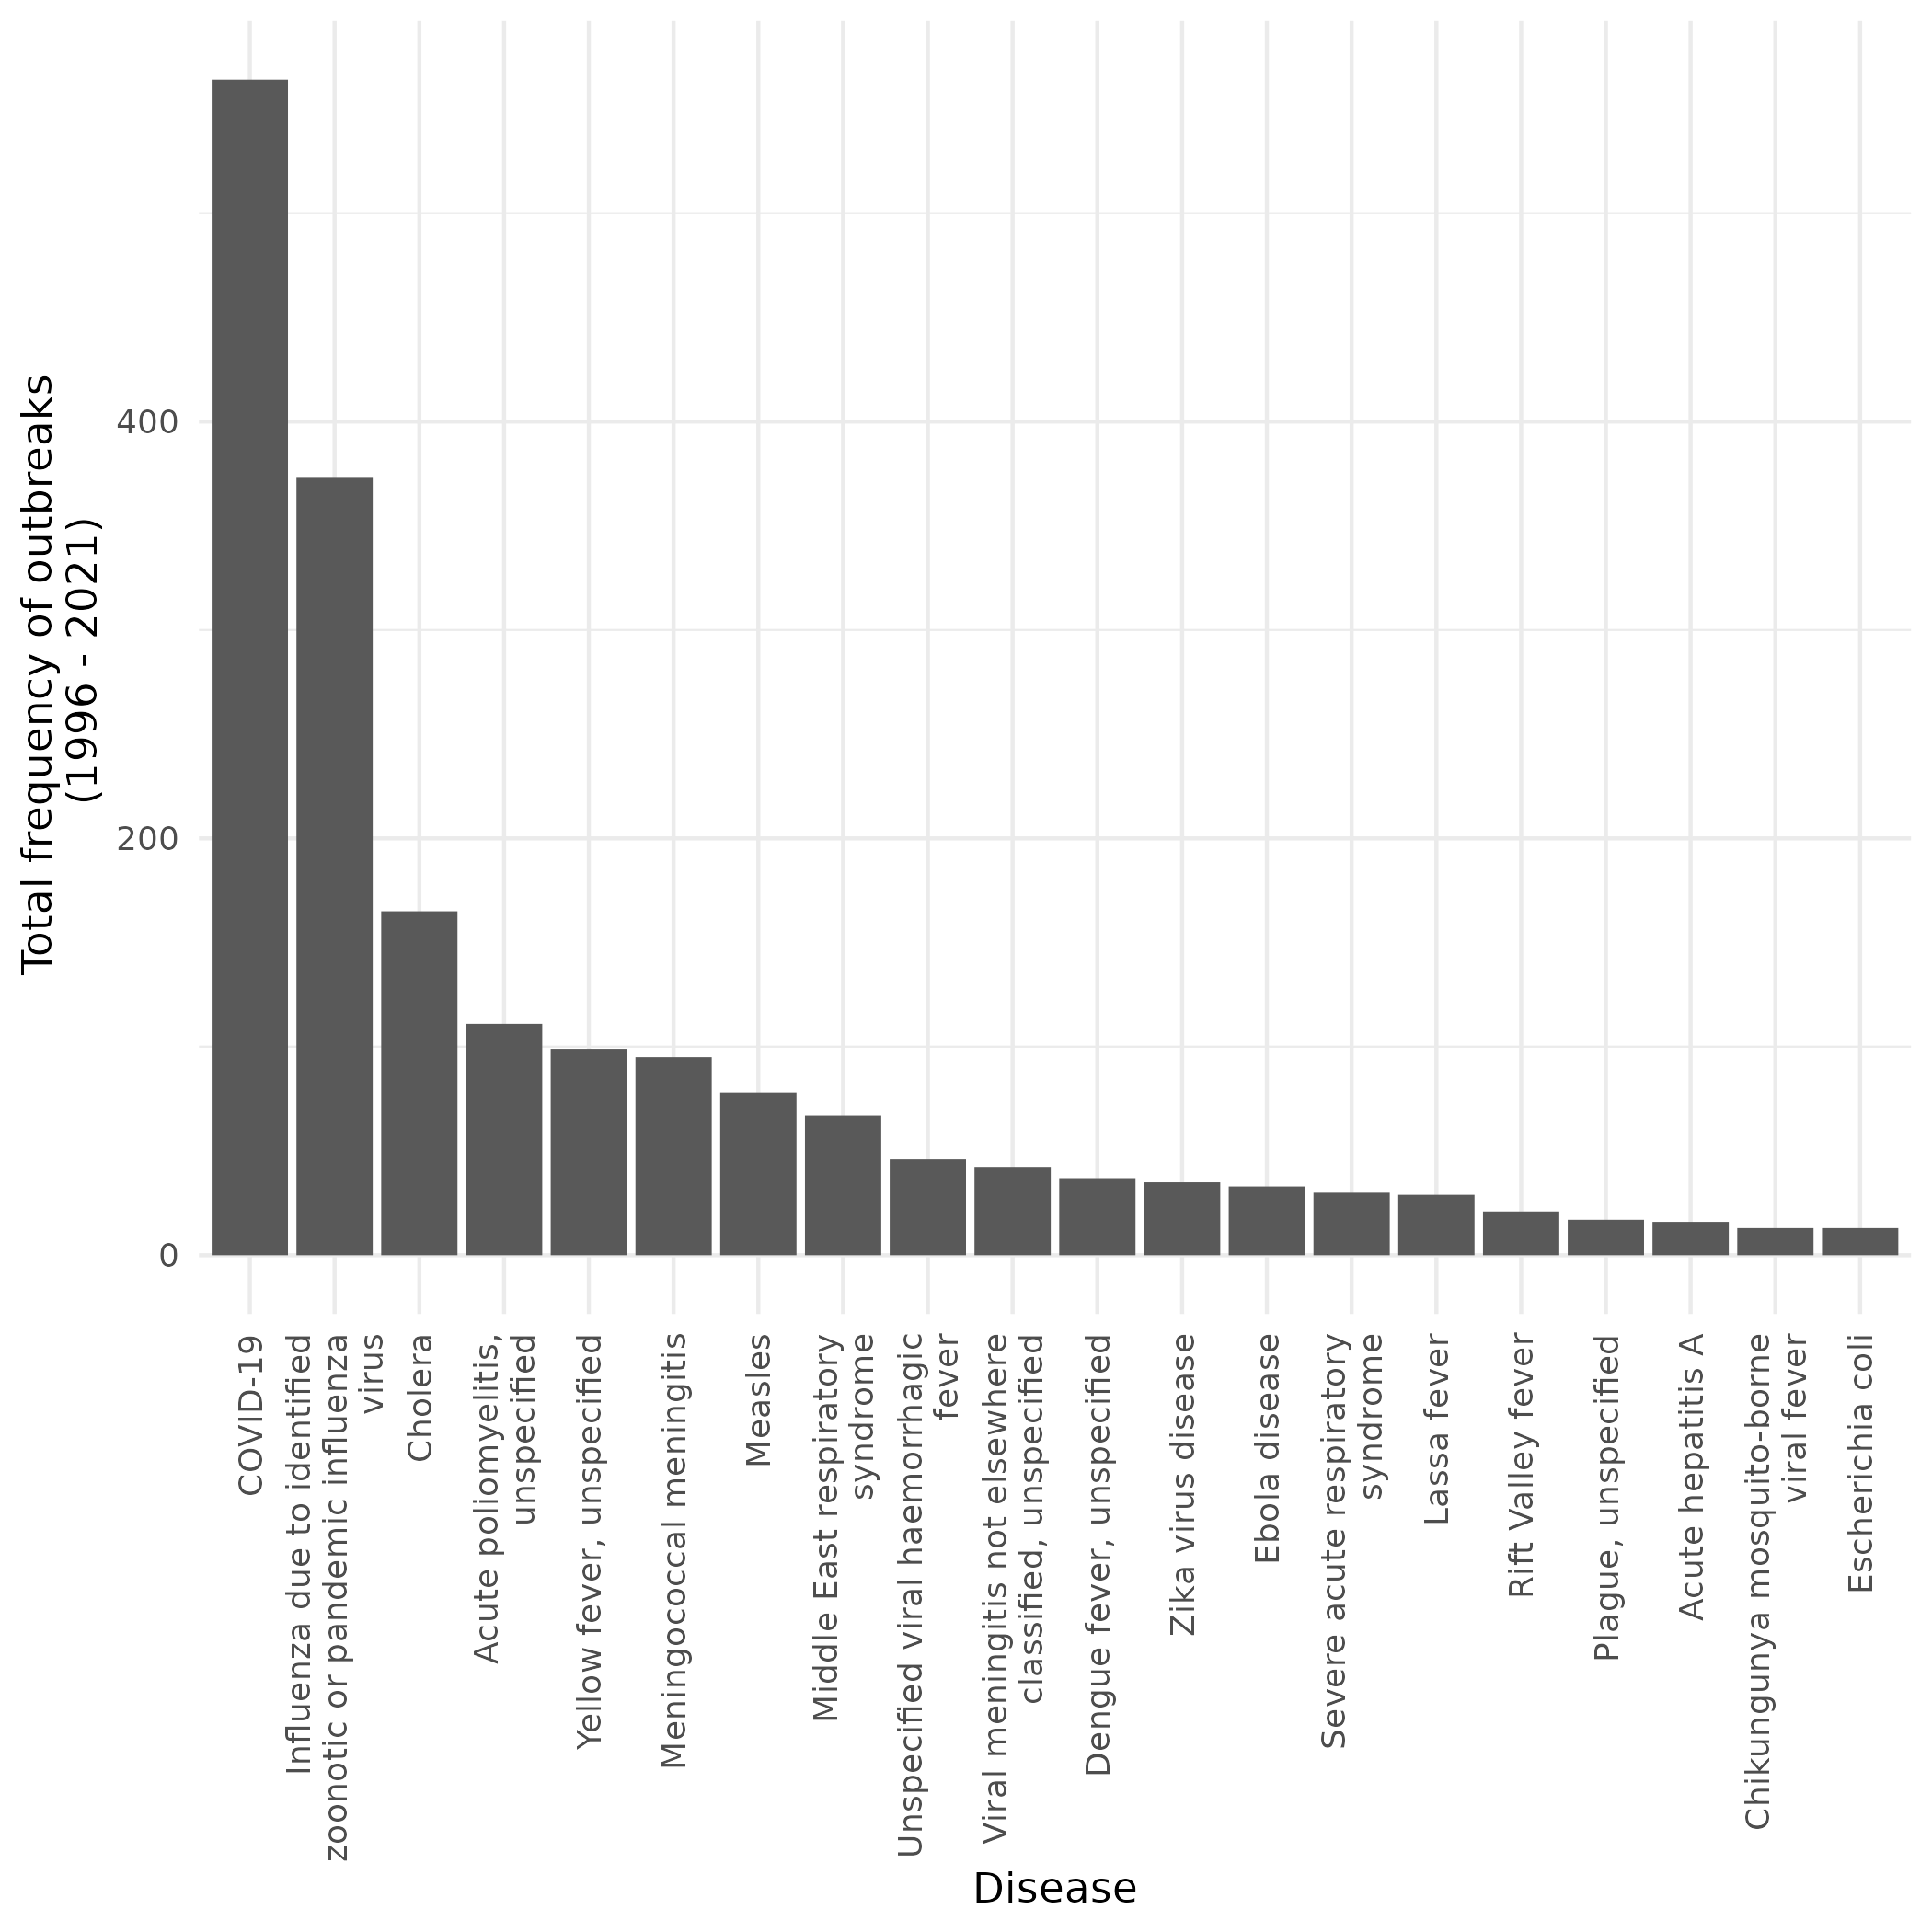 Total frequency of outbreaks
(1996 - 2021)
400
200
0
COVID-19
Influenza due to identified
zoonotic or pandemic influenza
virus
Cholera
Acute poliomyelitis,
unspecified
Yellow fever, unspecified
Meningococcal meningitis
Measles
Middle East respiratory
syndrome
Unspecified viral haemorrhagic
fever
Viral meningitis not elsewhere
classified, unspecified
Dengue fever, unspecified
Zika virus disease
Ebola disease
Severe acute respiratory
syndrome
Lassa fever
Rift Valley fever
Plague, unspecified
Acute hepatitis A
Chikungunya mosquito-borne
viral fever
Escherichia coli
Disease